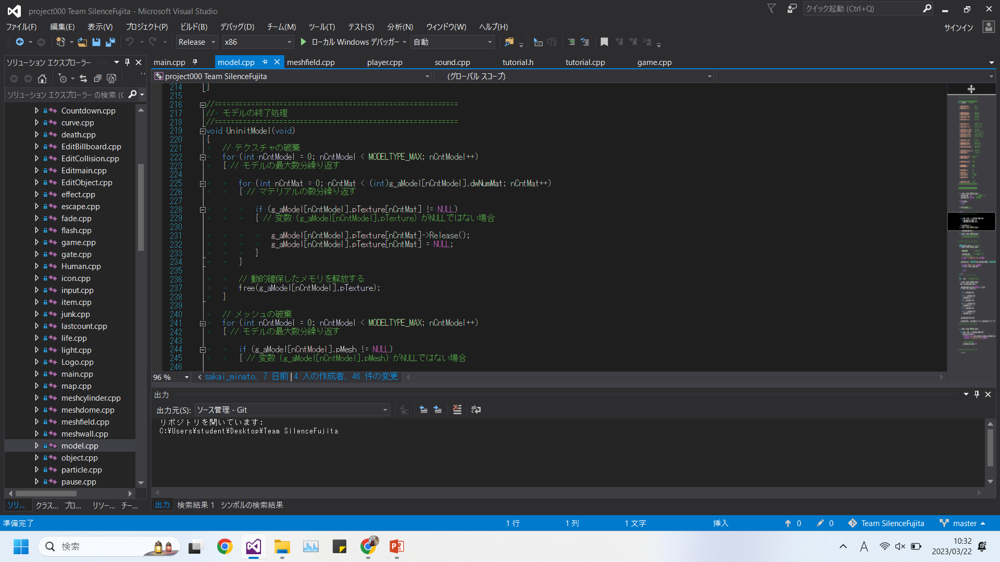 project000 Team SilenceFujita - Microsoft Visual Studio
クイック起動 (Ctrl+Q)
ファイル(F) 編集(E) 表示(V) プロジェクト(P) ビルド(B) デバッグ(D) チーム(M) ツール(T) テスト(S) 分析(N) ウィンドウ(W) ヘルプ(H)
サインイン
Release x86 ローカル Windows デバッガー 自動
ソリューション エクスプローラー
main.cpp model.cpp meshfield.cpp player.cpp sound.cpp tutorial.h tutorial.cpp game.cpp
project000 Team SilenceFujita (グローバル スコープ)
ソリューション エクスプローラー の検索 (C
Countdown.cpp
curve.cpp
death.cpp
EditBillboard.cpp
EditCollision.cpp
Editmain.cpp
EditObject.cpp
effect.cpp
escape.cpp
fade.cpp
flash.cpp
game.cpp
gate.cpp
Human.cpp
icon.cpp
input.cpp
item.cpp
junk.cpp
lastcount.cpp
life.cpp
light.cpp
Logo.cpp
main.cpp
map.cpp
meshcylinder.cpp
meshdome.cpp
meshfield.cpp
meshwall.cpp
model.cpp
object.cpp
particle.cpp
pause.cpp
ソリ... クラス... プロ... リソー... チー...
214 }
215
216 //============================================================
217 // モデルの終了処理
218 //============================================================
219 void UninitModel(void)
220 {
221 // テクスチャの破棄
222 for (int nCntModel = 0; nCntModel < MODELTYPE_MAX; nCntModel++)
223 { // モデルの最大数分繰り返す
224
225 for (int nCntMat = 0; nCntMat < (int)g_aModel[nCntModel].dwNumMat; nCntMat++)
226 { // マテリアルの数分繰り返す
227
228 if (g_aModel[nCntModel].pTexture[nCntMat] != NULL)
229 { // 変数 (g_aModel[nCntModel].pTexture) がNULLではない場合
230
231 g_aModel[nCntModel].pTexture[nCntMat]->Release();
232 g_aModel[nCntModel].pTexture[nCntMat] = NULL;
233 }
234 }
235
236 // 動的確保したメモリを解放する
237 free(g_aModel[nCntModel].pTexture);
238 }
239
240 // メッシュの破棄
241 for (int nCntModel = 0; nCntModel < MODELTYPE_MAX; nCntModel++)
242 { // モデルの最大数分繰り返す
243
244 if (g_aModel[nCntModel].pMesh != NULL)
245 { // 変数 (g_aModel[nCntModel].pMesh) がNULLではない場合
246
96 % sakai_minato、7 日前|4 人の作成者、46 件の変更
出力
出力元(S): ソース管理 - Git
リポジトリを開いています:
C:¥Users¥student¥Desktop¥Team SilenceFujita
出力 検索結果 1 シンボルの検索結果
準備完了 1 行 1 列 1 文字 挿入 0 0 Team SilenceFujita master
検索
A
10:32
2023/03/22